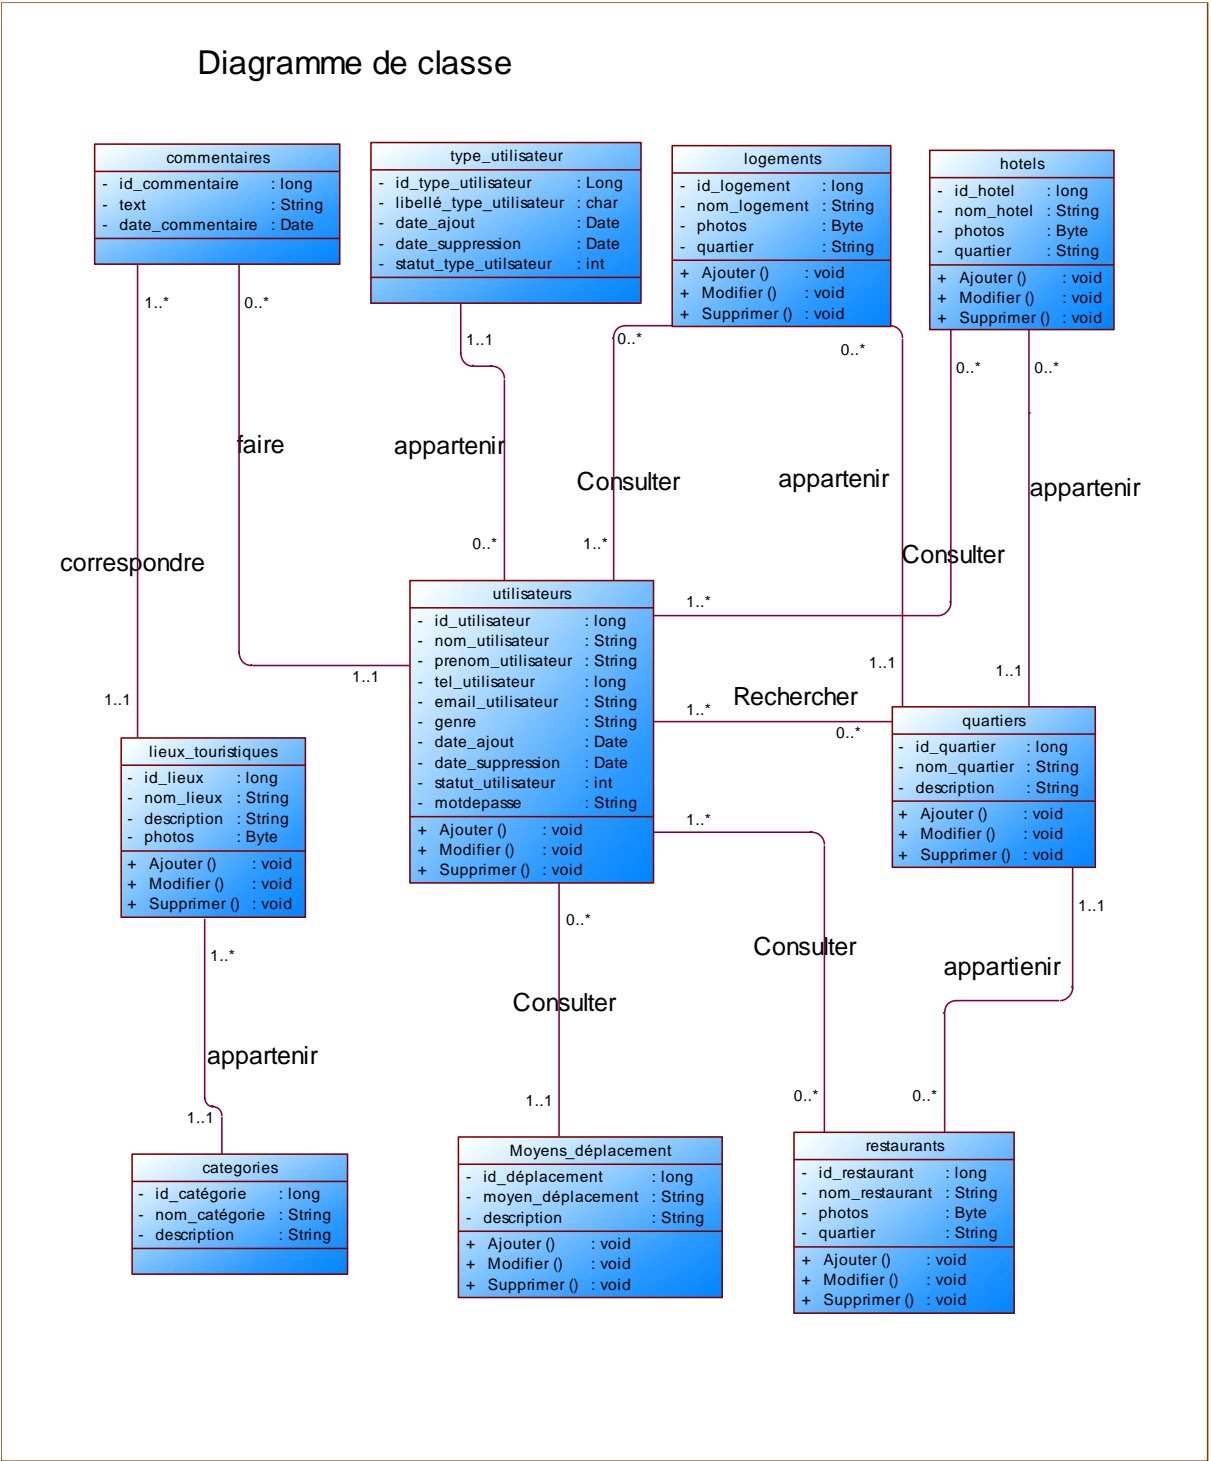 Diagramme de classe
commentaires
- id_commentaire : long
- text : String
- date_commentaire : Date
type_utilisateur
- id_type_utilisateur : Long
- libellé_type_utilisateur : char
- date_ajout : Date
- date_suppression : Date
- statut_type_utilsateur : int
logements
- id_logement : long
- nom_logement : String
- photos : Byte
- quartier : String
+ Ajouter () : void
+ Modifier () : void
+ Supprimer () : void
hotels
- id_hotel : long
- nom_hotel : String
- photos : Byte
- quartier : String
+ Ajouter () : void
+ Modifier () : void
+ Supprimer () : void
1..*
0..*
1..1
0..*
0..*
0..*
0..*
faire
appartenir
Consulter
appartenir
appartenir
correspondre
0..*
1..*
Consulter
1..*
1..1
1..1
1..1
1..1
utilisateurs
- id_utilisateur : long
- nom_utilisateur : String
- prenom_utilisateur : String
- tel_utilisateur : long
- email_utilisateur : String
- genre : String
- date_ajout : Date
- date_suppression : Date
- statut_utilisateur : int
- motdepasse : String
+ Ajouter () : void
+ Modifier () : void
+ Supprimer () : void
Rechercher
1..*
0..*
quartiers
- id_quartier : long
- nom_quartier : String
- description : String
+ Ajouter () : void
+ Modifier () : void
+ Supprimer () : void
lieux_touristiques
- id_lieux : long
- nom_lieux : String
- description : String
- photos : Byte
+ Ajouter () : void
+ Modifier () : void
+ Supprimer () : void
1..*
1..1
0..*
1..*
Consulter
appartienir
Consulter
appartenir
1..1
1..1
0..*
0..*
categories
- id_catégorie : long
- nom_catégorie : String
- description : String
Moyens_déplacement
- id_déplacement : long
- moyen_déplacement : String
- description : String
+ Ajouter () : void
+ Modifier () : void
+ Supprimer () : void
restaurants
- id_restaurant : long
- nom_restaurant : String
- photos : Byte
- quartier : String
+ Ajouter () : void
+ Modifier () : void
+ Supprimer () : void